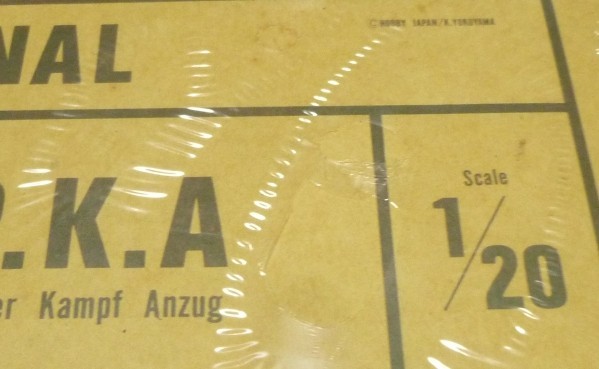 © HOBBY JAPAN/K.YOKOYAMA
NAL
.K.A
er Kampf Anzug
Scale
1/20